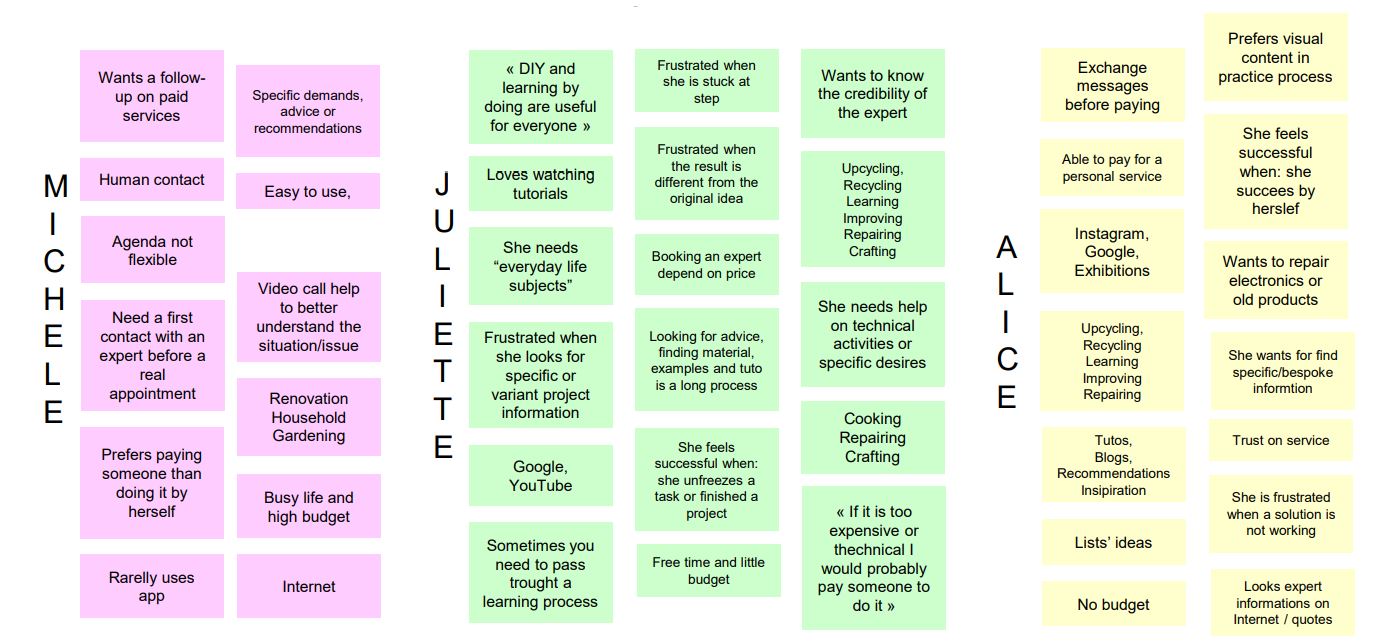 M
I
C
H
E
L
E
Wants a follow-
up on paid
services
Human contact
Agenda not
flexible
Need a first
contact with an
expert before a
real
appointment
Prefers paying
someone than
doing it by
herself
Rarelly uses
app
Specific demands,
advice or
recommendations
Easy to use,
Video call help
to better
understand the
situation/issue
Renovation
Household
Gardening
Busy life and
high budget
Internet
J
U
L
I
E
T
T
E
« DIY and
learning by
doing are useful
for everyone »
Loves watching
tutorials
She needs
“everyday life
subjects”
Frustrated when
she looks for
specific or
variant project
information
Google,
YouTube
Sometimes you
need to pass
trought a
learning process
Frustrated when
she is stuck at
step
Frustrated when
the result is
different from the
original idea
Booking an expert
depend on price
Looking for advice,
finding material,
examples and tuto
is a long process
She feels
successful when:
she unfreezes a
task or finished a
project
Free time and little
budget
Wants to know
the credibility of
the expert
Upcycling,
Recycling
Learning
Improving
Repairing
Crafting
She needs help
on technical
activities or
specific desires
Cooking
Repairing
Crafting
« If it is too
expensive or
thechnical I
would probably
pay someone to
do it »
A
L
I
C
E
Exchange
messages
before paying
Able to pay for a
personal service
Instagram,
Google,
Exhibitions
Upcycling,
Recycling
Learning
Improving
Repairing
Tutos,
Blogs,
Recommendations
Insipiration
Lists’ ideas
No budget
Prefers visual
content in
practice process
She feels
successful
when: she
succees by
herslef
Wants to repair
electronics or
old products
She wants for find
specific/bespoke
informtion
Trust on service
She is frustrated
when a solution is
not working
Looks expert
informations on
Internet / quotes